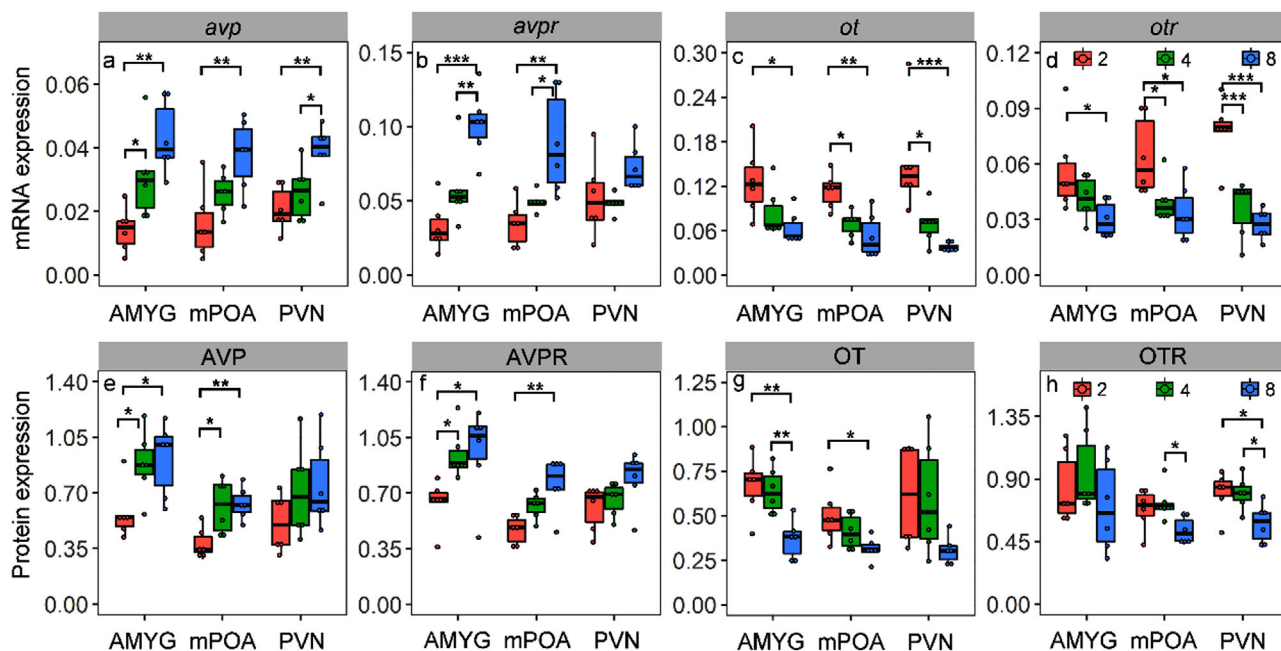 avp avpr ot otr
a ** ** ** * *
b *** ** ** *
c * ** *** * *
d 2 4 8 * * * *** ***
mRNA expression
0.06 0.04 0.02 0.00
0.15 0.10 0.05 0.00
0.30 0.24 0.18 0.12 0.06 0.00
0.12 0.09 0.06 0.03 0.00
AMYG mPOA PVN AMYG mPOA PVN AMYG mPOA PVN AMYG mPOA PVN
AVP AVPR OT OTR
e * * ** *
f * * **
g ** ** *
h 2 4 8 * * *
Protein expression
1.40 1.05 0.70 0.35 0.00
1.40 1.05 0.70 0.35 0.00
1.25 1.00 0.75 0.50 0.25 0.00
1.35 0.90 0.45 0.00
AMYG mPOA PVN AMYG mPOA PVN AMYG mPOA PVN AMYG mPOA PVN